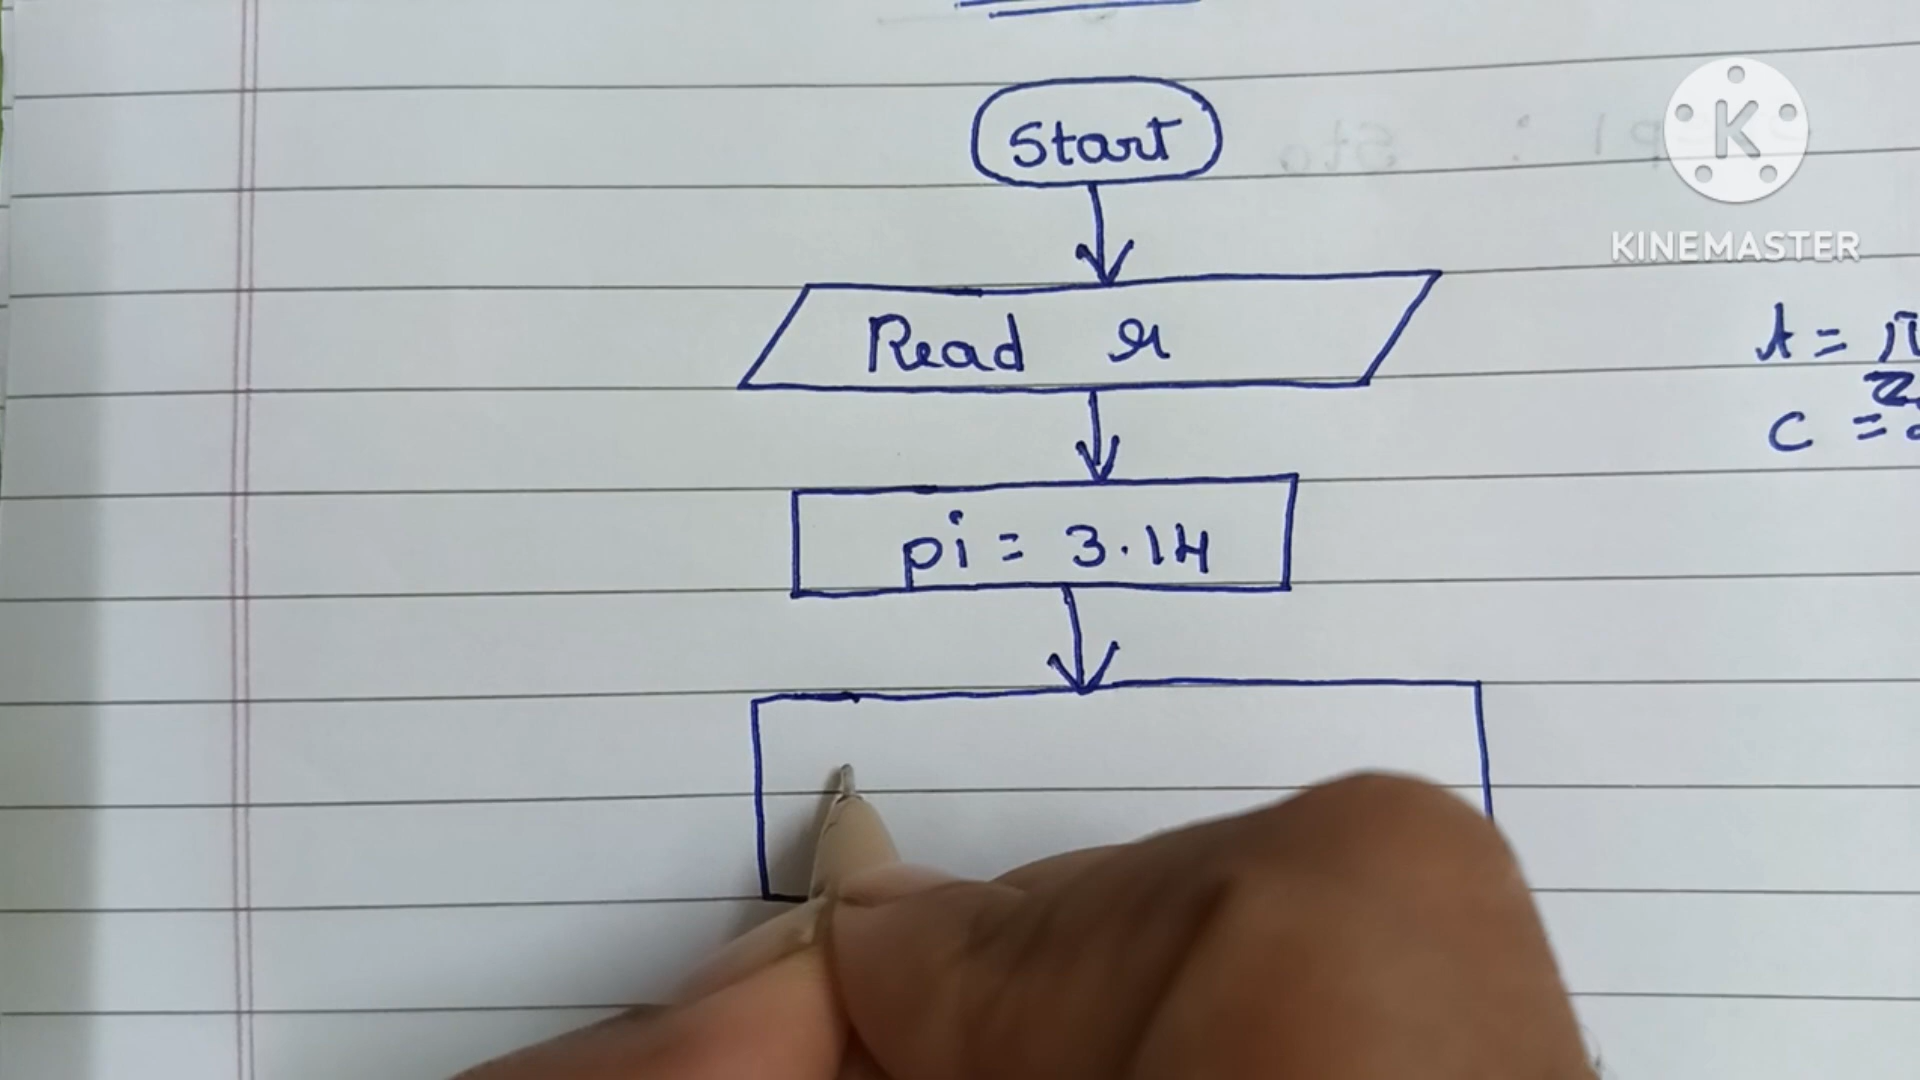 Start
KINEMASTER
Read r
A = π
C =
pi = 3.14